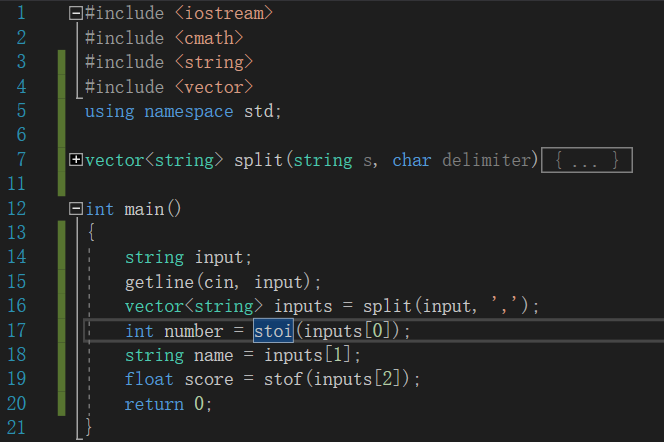 1 #include <iostream>
2 #include <cmath>
3 #include <string>
4 #include <vector>
5 using namespace std;
6
7 vector<string> split(string s, char delimiter) { ... }
11
12 int main()
13 {
14 string input;
15 getline(cin, input);
16 vector<string> inputs = split(input, ',');
17 int number = stoi(inputs[0]);
18 string name = inputs[1];
19 float score = stof(inputs[2]);
20 return 0;
21 }